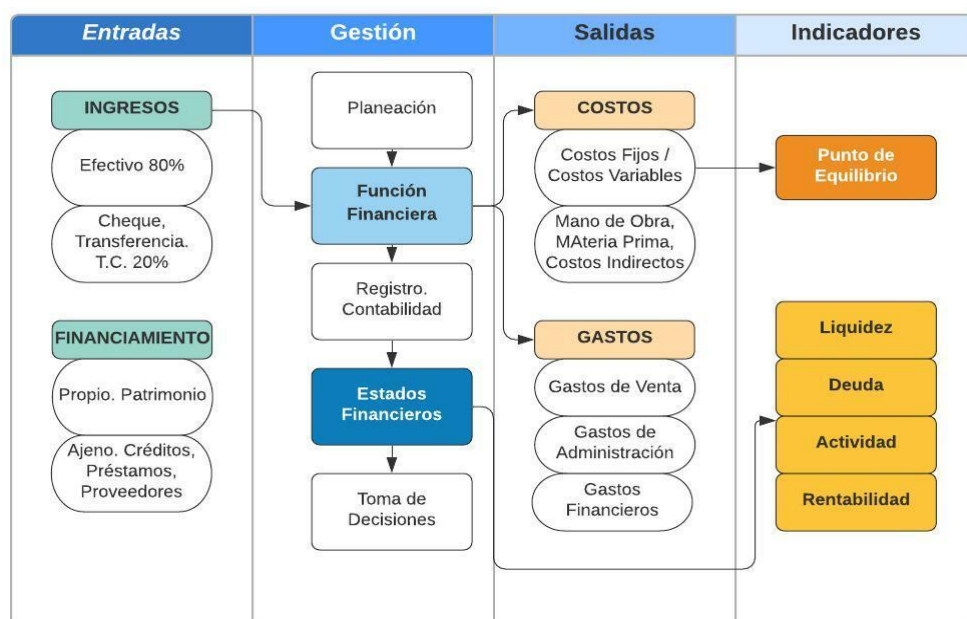 Entradas
Gestión
Salidas
Indicadores
INGRESOS
Efectivo 80%
Cheque,
Transferencia.
T.C. 20%
FINANCIAMIENTO
Propio. Patrimonio
Ajeno. Créditos,
Préstamos,
Proveedores
Planeación
Función
Financiera
Registro.
Contabilidad
Estados
Financieros
Toma de
Decisiones
COSTOS
Costos Fijos /
Costos Variables
Mano de Obra,
MAteria Prima,
Costos Indirectos
GASTOS
Gastos de Venta
Gastos de
Administración
Gastos
Financieros
Punto de
Equilibrio
Liquidez
Deuda
Actividad
Rentabilidad